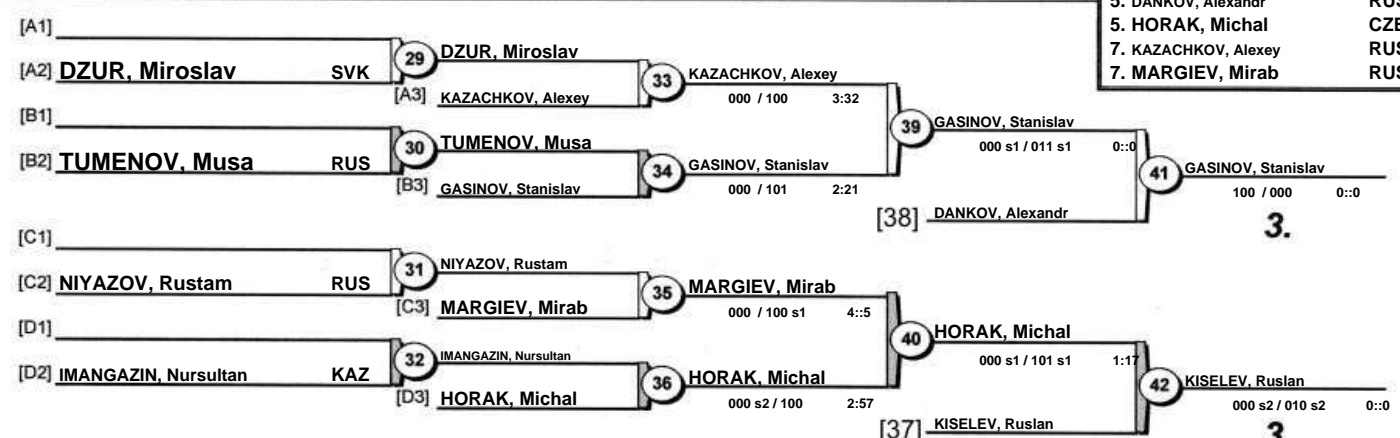 5. DANKOV, Alexandr RUS
5. HORAK, Michal CZE
7. KAZACHKOV, Alexey RUS
7. MARGIEV, Mirab RUS
[A1]
[A2] DZUR, Miroslav SVK
29
DZUR, Miroslav
[A3] KAZACHKOV, Alexey
33
KAZACHKOV, Alexey
000 / 100 3:32
[B1]
[B2] TUMENOV, Musa RUS
30
TUMENOV, Musa
[B3] GASINOV, Stanislav
34
GASINOV, Stanislav
000 / 101 2:21
39
GASINOV, Stanislav
000 s1 / 011 s1 0::0
[38] DANKOV, Alexandr
41
GASINOV, Stanislav
100 / 000 0::0
3.
[C1]
[C2] NIYAZOV, Rustam RUS
31
NIYAZOV, Rustam
[C3] MARGIEV, Mirab
35
MARGIEV, Mirab
000 / 100 s1 4::5
[D1]
[D2] IMANGAZIN, Nursultan KAZ
32
IMANGAZIN, Nursultan
[D3] HORAK, Michal
36
HORAK, Michal
000 s2 / 100 2:57
40
HORAK, Michal
000 s1 / 101 s1 1:17
[37] KISELEV, Ruslan
42
KISELEV, Ruslan
000 s2 / 010 s2 0::0
3